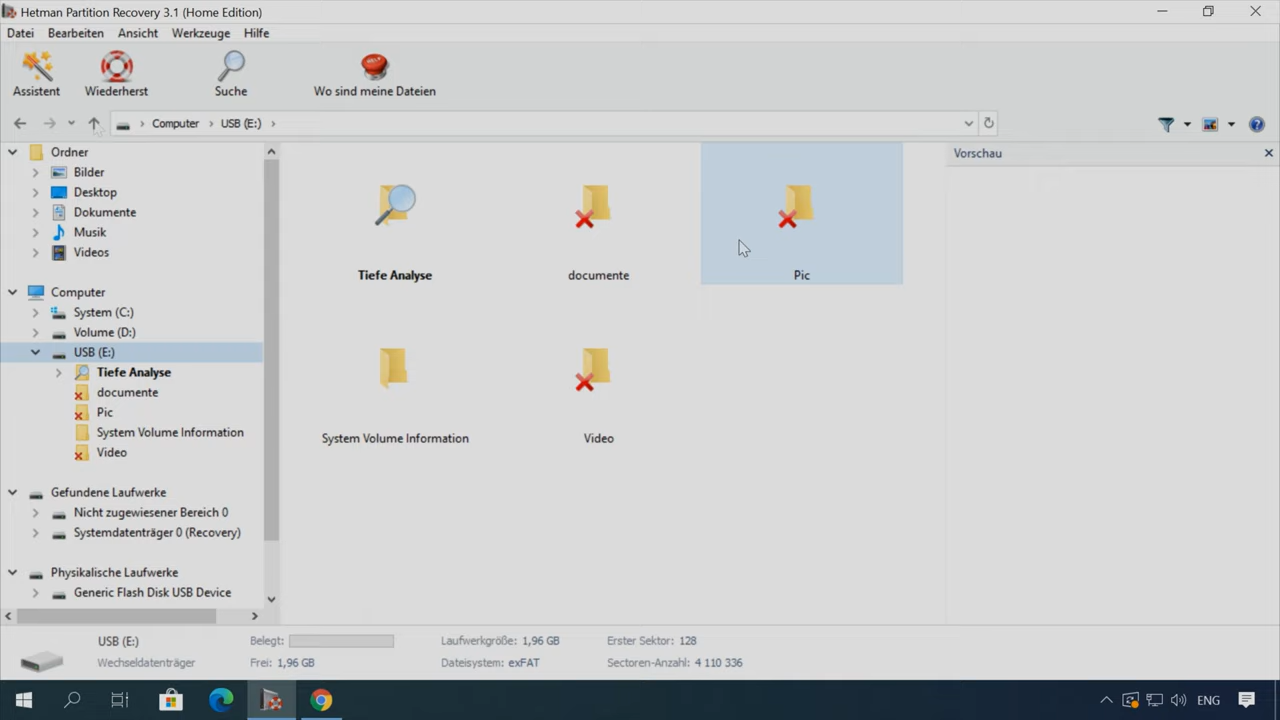 Hetman Partition Recovery 3.1 (Home Edition)
Datei Bearbeiten Ansicht Werkzeuge Hilfe
Assistent Wiederherst Suche Wo sind meine Dateien
Computer USB (E:)
Ordner
Bilder
Desktop
Dokumente
Musik
Videos
Computer
System (C:)
Volume (D:)
USB (E:)
Tiefe Analyse
documente
Pic
System Volume Information
Video
Gefundene Laufwerke
Nicht zugewiesener Bereich 0
Systemdatenträger 0 (Recovery)
Physikalische Laufwerke
Generic Flash Disk USB Device
Tiefe Analyse documente Pic
System Volume Information Video
Vorschau
USB (E:) Belegt: Laufwerkgröße: 1,96 GB Erster Sektor: 128
Wechseldatenträger Frei: 1,96 GB Dateisystem: exFAT Sectoren-Anzahl: 4 110 336
ENG